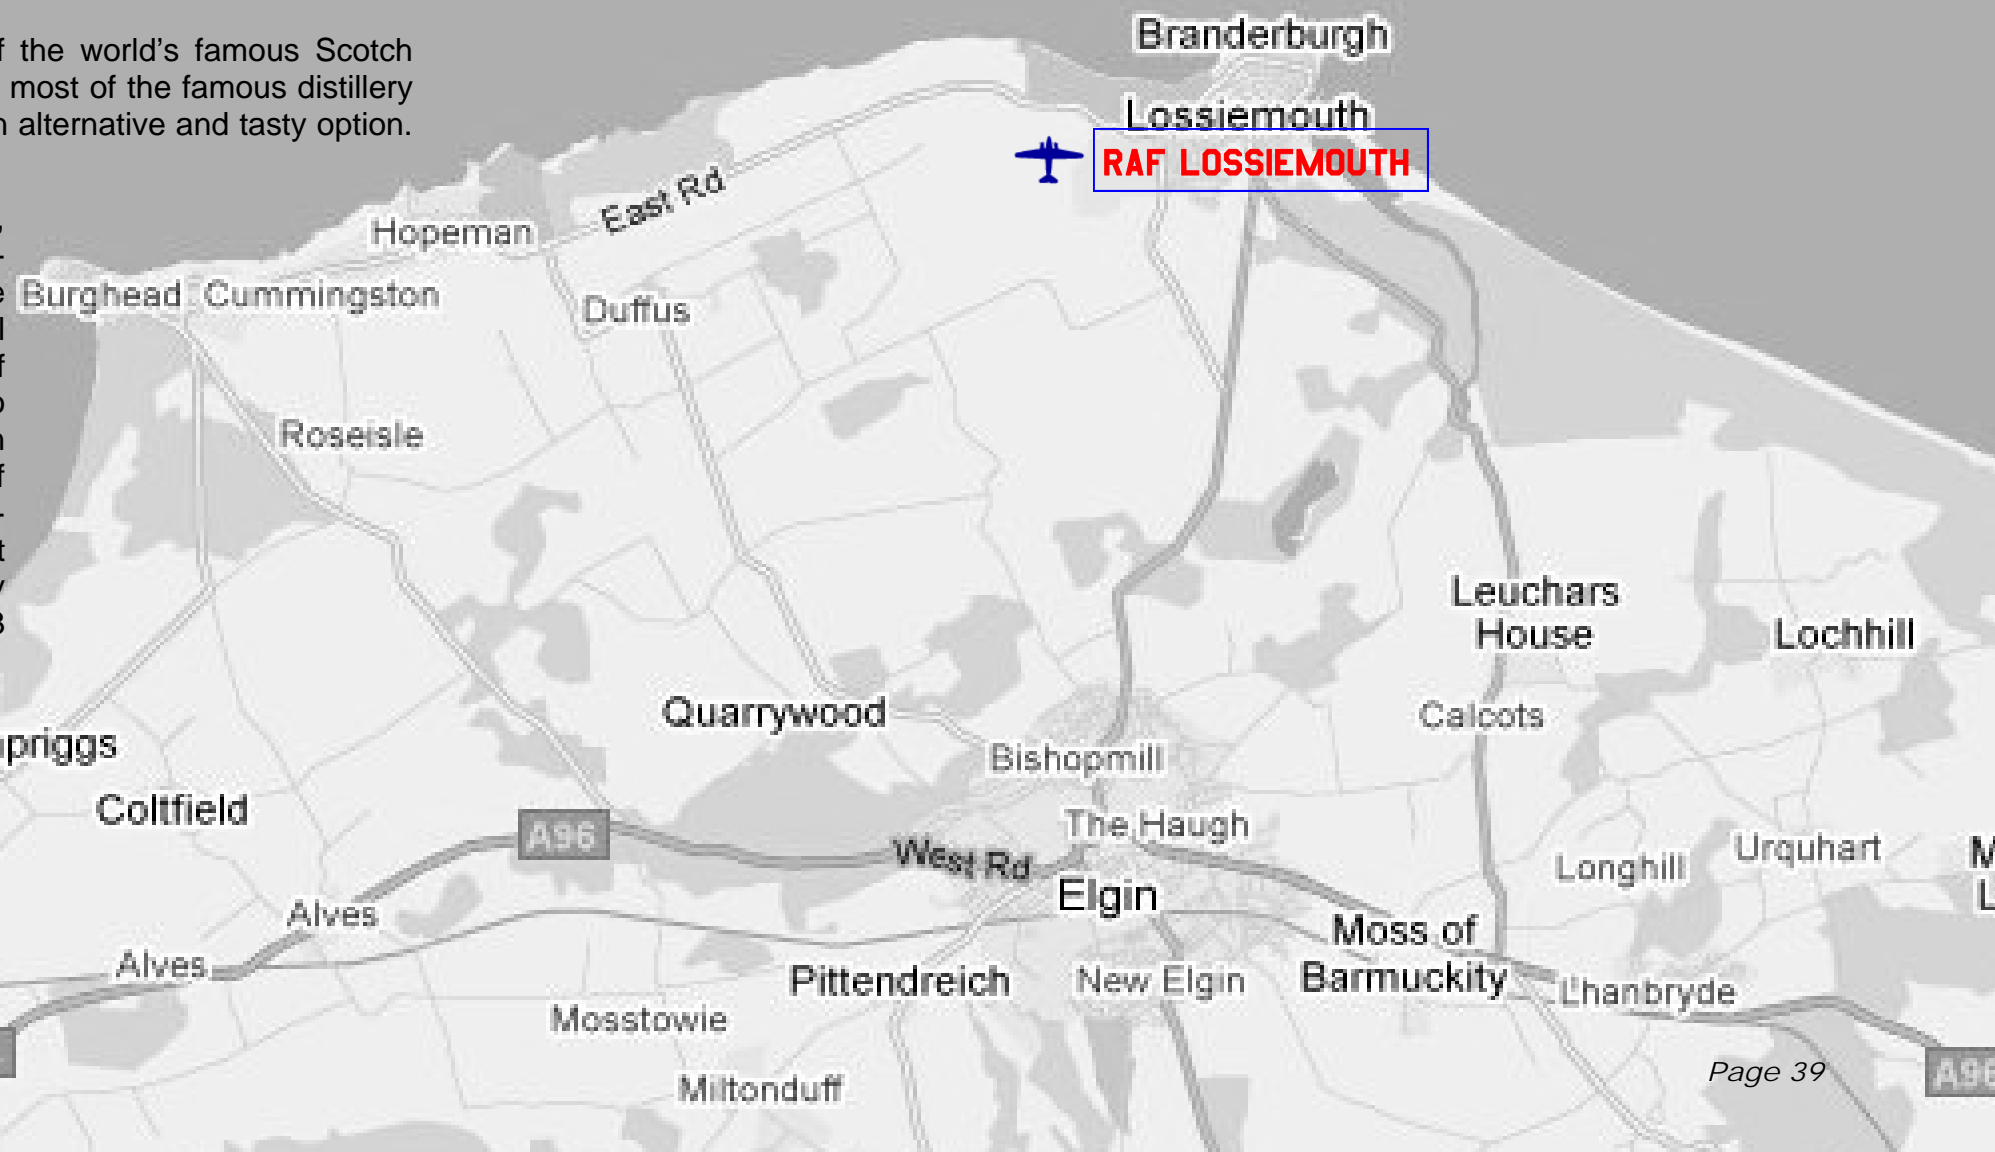 the world's famous Scotch
most of the famous distillery
alternative and tasty option.
Branderburgh
Lossiemouth
RAF LOSSIEMOUTH
East Rd
Hopeman
Burghead
Cummingston
Duffus
Roseisle
Leuchars
House
Lochhill
Quarrywood
Calcots
Bishopmill
Coltfield
A96
The Haugh
West Rd
Urquhart
Longhill
Elgin
Alves
Moss of
Barmuckity
Alves
Pittendreich
New Elgin
Lhanbryde
Mosstowie
Page 39
A96
Miltonduff